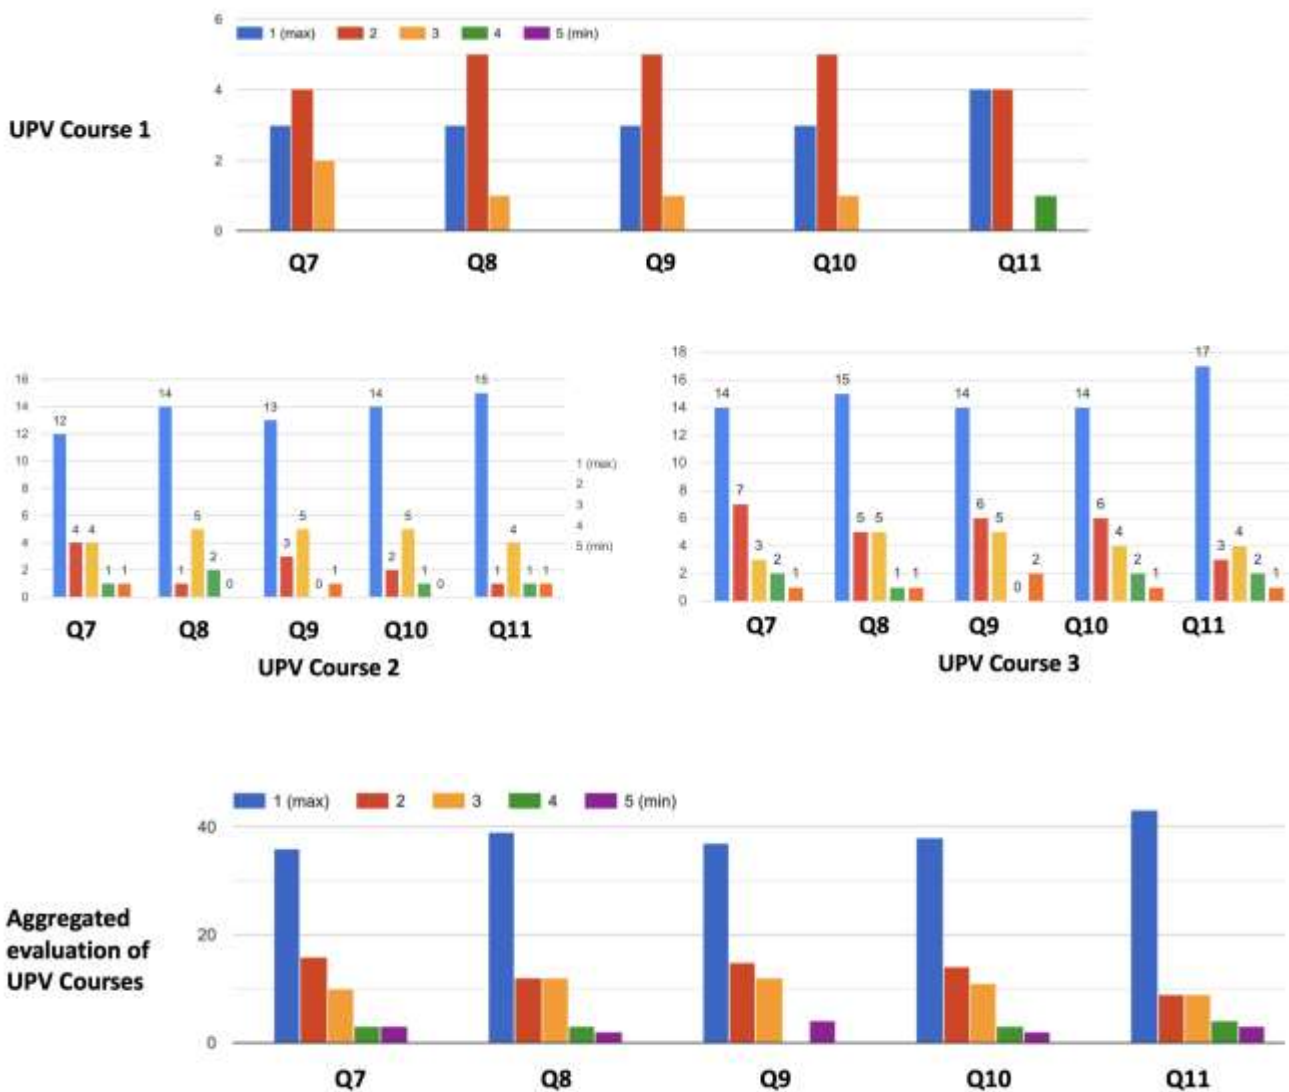 6
1 (max) 2 3 4 5 (min)
4
UPV Course 1
2
0
Q7 Q8 Q9 Q10 Q11
16
14
12
10
8
6
4
2
0
12 4 4 1 1
14 1 5 2 0
13 3 5 0 1
14 2 5 1 0
15 1 4 1 1
1 (max)
2
3
4
5 (min)
Q7 Q8 Q9 Q10 Q11
UPV Course 2
18
16
14
12
10
8
6
4
2
0
14 7 3 2 1
15 5 5 1 1
14 6 5 0 2
14 6 4 2 1
17 3 4 2 1
Q7 Q8 Q9 Q10 Q11
UPV Course 3
1 (max) 2 3 4 5 (min)
40
20
0
Aggregated
evaluation of
UPV Courses
Q7 Q8 Q9 Q10 Q11